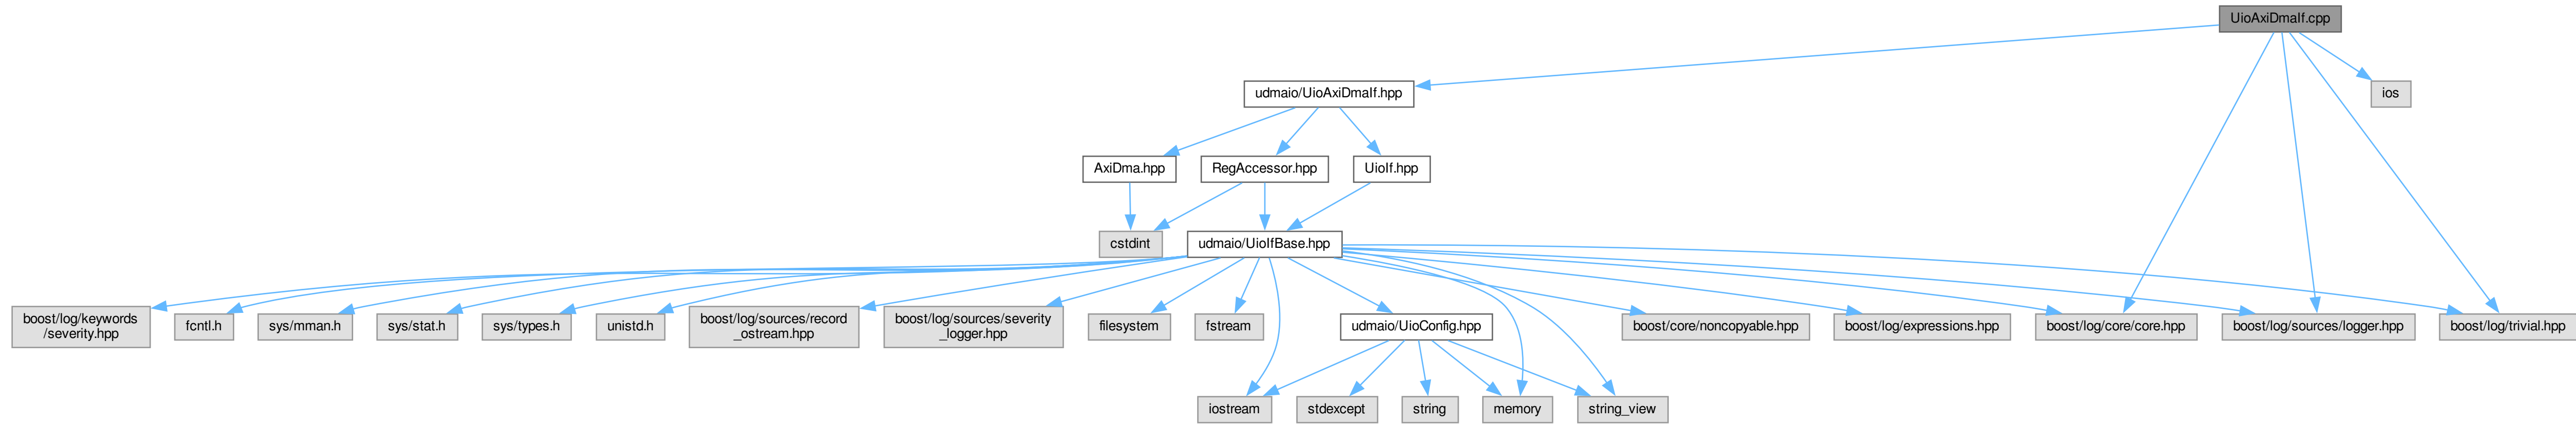 UioAxiDmaIf.cpp
udmaio/UioAxiDmaIf.hpp
ios
AxiDma.hpp
RegAccessor.hpp
UioIf.hpp
cstdint
udmaio/UioIfBase.hpp
boost/log/keywords
/severity.hpp
fcntl.h
sys/mman.h
sys/stat.h
sys/types.h
unistd.h
boost/log/sources/record
_ostream.hpp
boost/log/sources/severity
_logger.hpp
filesystem
fstream
udmaio/UioConfig.hpp
boost/core/noncopyable.hpp
boost/log/expressions.hpp
boost/log/core/core.hpp
boost/log/sources/logger.hpp
boost/log/trivial.hpp
iostream
stdexcept
string
memory
string_view